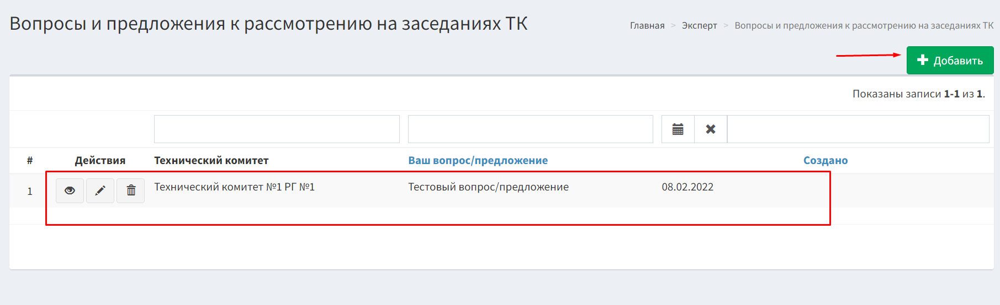 Вопросы и предложения к рассмотрению на заседаниях ТК
Главная > Эксперт > Вопросы и предложения к рассмотрению на заседаниях ТК
Добавить
Показаны записи 1-1 из 1.
# Действия Технический комитет Ваш вопрос/предложение Создано
1 Технический комитет №1 РГ №1 Тестовый вопрос/предложение 08.02.2022